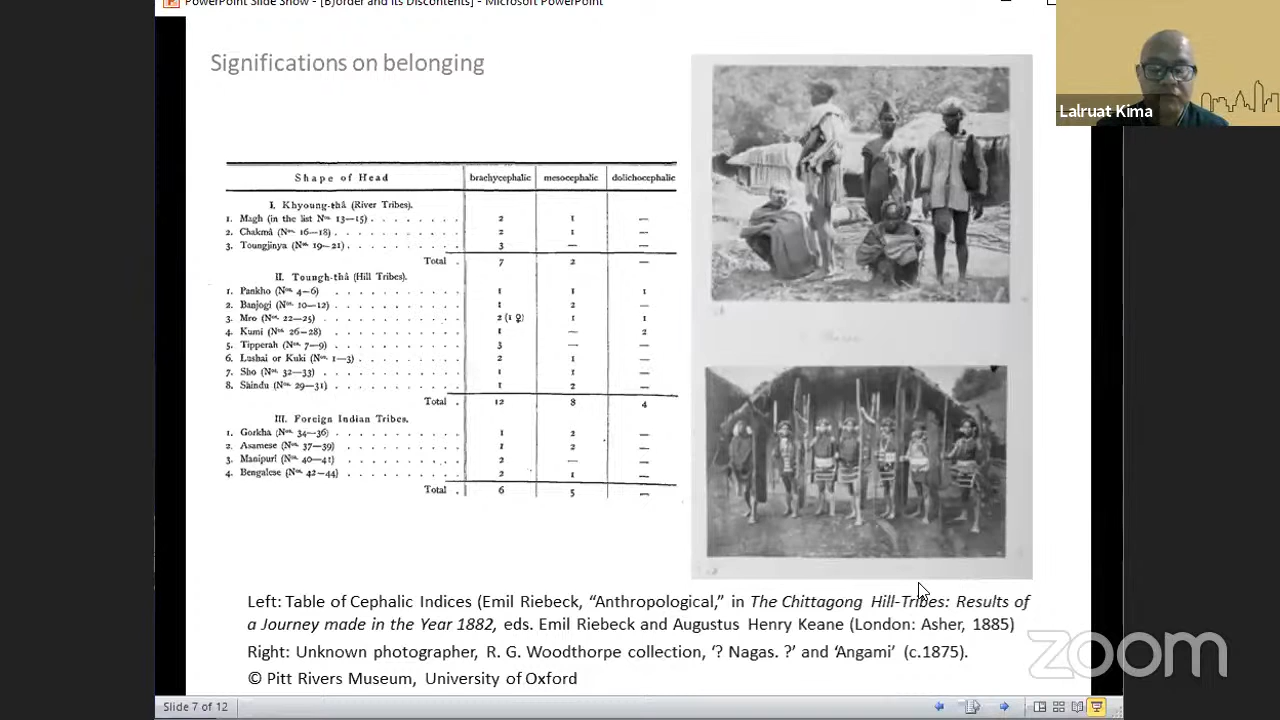 PowerPoint Slide Show - [B)order and its Discontents] - Microsoft PowerPoint
Significations on belonging
Lalruat Kima
Shape of Head brachycephalic mesocephalic dolichocephalic
I. Khyoung-thâ (River Tribes).
1. Magh (in the list Nos. 13—15) . . . . . . . . 2 1 —
2. Chakmâ (Nos. 16—18) . . . . . . . . . . 2 1 —
3. Toungjinya (Nos. 19—21) . . . . . . . . . 3 — —
Total . 7 2 —
II. Toungh-thâ (Hill Tribes).
1. Pankho (Nos. 4—6) . . . . . . . . . . . 1 1 1
2. Banjogi (Nos. 10—12) . . . . . . . . . . 1 2 —
3. Mro (Nos. 22—25) . . . . . . . . . . . 2 (1 ♀) 1 1
4. Kumi (Nos. 26—28) . . . . . . . . . . . 1 — 2
5. Tipperah (Nos. 7—9) . . . . . . . . . . 3 — —
6. Lushai or Kuki (Nos. 1—3) . . . . . . . . 2 1 —
7. Sho (Nos. 32—33) . . . . . . . . . . . 1 1 —
8. Shindu (Nos. 29—31) . . . . . . . . . . 1 2 —
Total . 12 8 4
III. Foreign Indian Tribes.
1. Gorkha (Nos. 34—36) . . . . . . . . . . 1 2 —
2. Asamese (Nos. 37—39) . . . . . . . . . . 1 2 —
3. Manipuri (Nos. 40—41) . . . . . . . . . . 2 — —
4. Bengalese (Nos. 42—44) . . . . . . . . . 2 1 —
Total . 6 5 —
Left: Table of Cephalic Indices (Emil Riebeck, “Anthropological,” in The Chittagong Hill-Tribes: Results of
a Journey made in the Year 1882, eds. Emil Riebeck and Augustus Henry Keane (London: Asher, 1885)
Right: Unknown photographer, R. G. Woodthorpe collection, ‘? Nagas. ?’ and ‘Angami’ (c.1875).
© Pitt Rivers Museum, University of Oxford
zoom
Slide 7 of 12